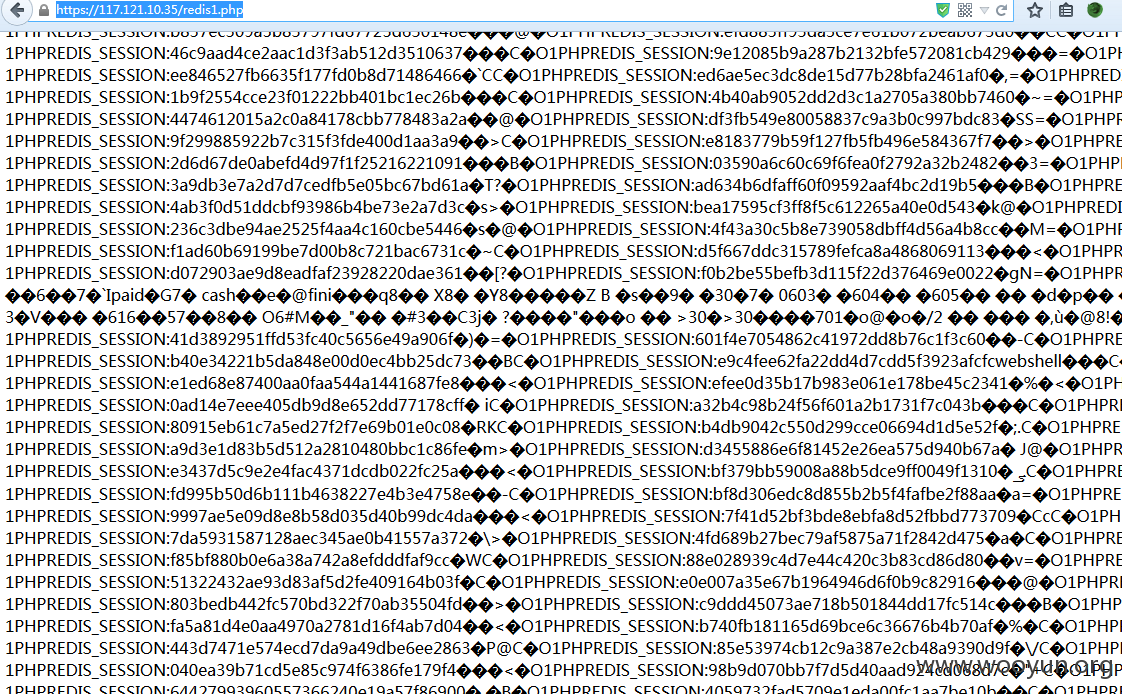 https://117.121.10.35/redis1.php
1PHPREDIS_SESSION:46c9aad4ce2aac1d3f3ab512d3510637���C�O1PHPREDIS_SESSION:9e12085b9a287b2132bfe572081cb429���=�O1PH
1PHPREDIS_SESSION:ee846527fb6635f177fd0b8d71486466�`CC�O1PHPREDIS_SESSION:ed6ae5ec3dc8de15d77b28bfa2461af0�,=�O1PHPRED
1PHPREDIS_SESSION:1b9f2554cce23f01222bb401bc1ec26b���C�O1PHPREDIS_SESSION:4b40ab9052dd2d3c1a2705a380bb7460�~=�O1PHP
1PHPREDIS_SESSION:4474612015a2c0a84178cbb778483a2a��@�O1PHPREDIS_SESSION:df3fb549e80058837c9a3b0c997bdc83�SS=�O1PHP
1PHPREDIS_SESSION:9f299885922b7c315f3fde400d1aa3a9��>C�O1PHPREDIS_SESSION:e8183779b59f127fb5fb496e584367f7��>�O1PHPRE
1PHPREDIS_SESSION:2d6d67de0abefd4d97f1f25216221091���B�O1PHPREDIS_SESSION:03590a6c60c69f6fea0f2792a32b2482��3=�O1PHP
1PHPREDIS_SESSION:3a9db3e7a2d7d7cedfb5e05bc67bd61a�T?�O1PHPREDIS_SESSION:ad634b6dfaff60f09592aaf4bc2d19b5���B�O1PHPR
1PHPREDIS_SESSION:4ab3f0d51ddcbf93986b4be73e2a7d3c�s>�O1PHPREDIS_SESSION:bea17595cf3ff8f5c612265a40e0d543�k@�O1PHPREDI
1PHPREDIS_SESSION:236c3dbe94ae2525f4aa4c160cbe5446�s�@�O1PHPREDIS_SESSION:4f43a30c5b8e739058dbff4d56a4b8cc��M=�O1PHP
1PHPREDIS_SESSION:f1ad60b69199be7d00b8c721bac6731c�~C�O1PHPREDIS_SESSION:d5f667ddc315789fefca8a4868069113���<�O1PHPR
1PHPREDIS_SESSION:d072903ae9d8eadfaf23928220dae361��[?�O1PHPREDIS_SESSION:f0b2be55befb3d115f22d376469e0022�gN=�O1PHPR
��6��7�`Ipaid�G7� cash��e�@fini���q8�� X8� �Y8�����Z B �s��9� �30�7� 0603� �604�� �605�� �� �d�p��
3�V��� �616��57��8�� O6#M��_"�� �#3��C3j� ?����"���o �� >30�>30����701�o@�o�/2 �� ��� �,ù�@8!�
1PHPREDIS_SESSION:41d3892951ffd53fc40c5656e49a906f�)�=�O1PHPREDIS_SESSION:601f4e7054862c41972dd8b76c1f3c60��-C�O1PHPR
1PHPREDIS_SESSION:b40e34221b5da848e00d0ec4bb25dc73��BC�O1PHPREDIS_SESSION:e9c4fee62fa22dd4d7cdd5f3923afcfcwebshell���C�
1PHPREDIS_SESSION:e1ed68e87400aa0faa544a1441687fe8���<�O1PHPREDIS_SESSION:efee0d35b17b983e061e178be45c2341�%�<�O1PH
1PHPREDIS_SESSION:0ad14e7eee405db9d8e652dd77178cff� iC�O1PHPREDIS_SESSION:a32b4c98b24f56f601a2b1731f7c043b���C�O1PHPR
1PHPREDIS_SESSION:80915eb61c7a5ed27f2f7e69b01e0c08�RKC�O1PHPREDIS_SESSION:b4db9042c550d299cce06694d1d5e52f�;.C�O1PHPRE
1PHPREDIS_SESSION:a9d3e1d83b5d512a2810480bbc1c86fe�m>�O1PHPREDIS_SESSION:d3455886e6f81452e26ea575d940b67a� J@�O1PHPRE
1PHPREDIS_SESSION:e3437d5c9e2e4fac4371dcdb022fc25a���<�O1PHPREDIS_SESSION:bf379bb59008a88b5dce9ff0049f1310� C�O1PHPRE
1PHPREDIS_SESSION:fd995b50d6b111b4638227e4b3e4758e��-C�O1PHPREDIS_SESSION:bf8d306edc8d855b2b5f4fafbe2f88aa�a=�O1PHPRE
1PHPREDIS_SESSION:9997ae5e09d8e8b58d035d40b99dc4da���<�O1PHPREDIS_SESSION:7f41d52bf3bde8ebfa8d52fbbd773709�CcC�O1PH
1PHPREDIS_SESSION:7da5931587128aec345ae0b41557a372�\>�O1PHPREDIS_SESSION:4fd689b27bec79af5875a71f2842d475�a�C�O1PHPR
1PHPREDIS_SESSION:f85bf880b0e6a38a742a8efdddfaf9cc�WC�O1PHPREDIS_SESSION:88e028939c4d7e44c420c3b83cd86d80��v=�O1PHPR
1PHPREDIS_SESSION:51322432ae93d83af5d2fe409164b03f�C�O1PHPREDIS_SESSION:e0e007a35e67b1964946d6f0b9c82916���@�O1PHPR
1PHPREDIS_SESSION:803bedb442fc570bd322f70ab35504fd��>�O1PHPREDIS_SESSION:c9ddd45073ae718b501844dd17fc514c���B�O1PHP
1PHPREDIS_SESSION:fa5a81d4e0aa4970a2781d16f4ab7d04��<�O1PHPREDIS_SESSION:b740fb181165d69bce6c36676b4b70af�%�C�O1PHP
1PHPREDIS_SESSION:443d7471e574ecd7da9a49dbe6ee2863�P@C�O1PHPREDIS_SESSION:85e53974cb12c9a387e2cb48a9390d9f�\/C�O1PHPR
1PHPREDIS_SESSION:040ea39b71cd5e85c974f6386fe179f4���<�O1PHPREDIS_SESSION:
www.wooyun.org